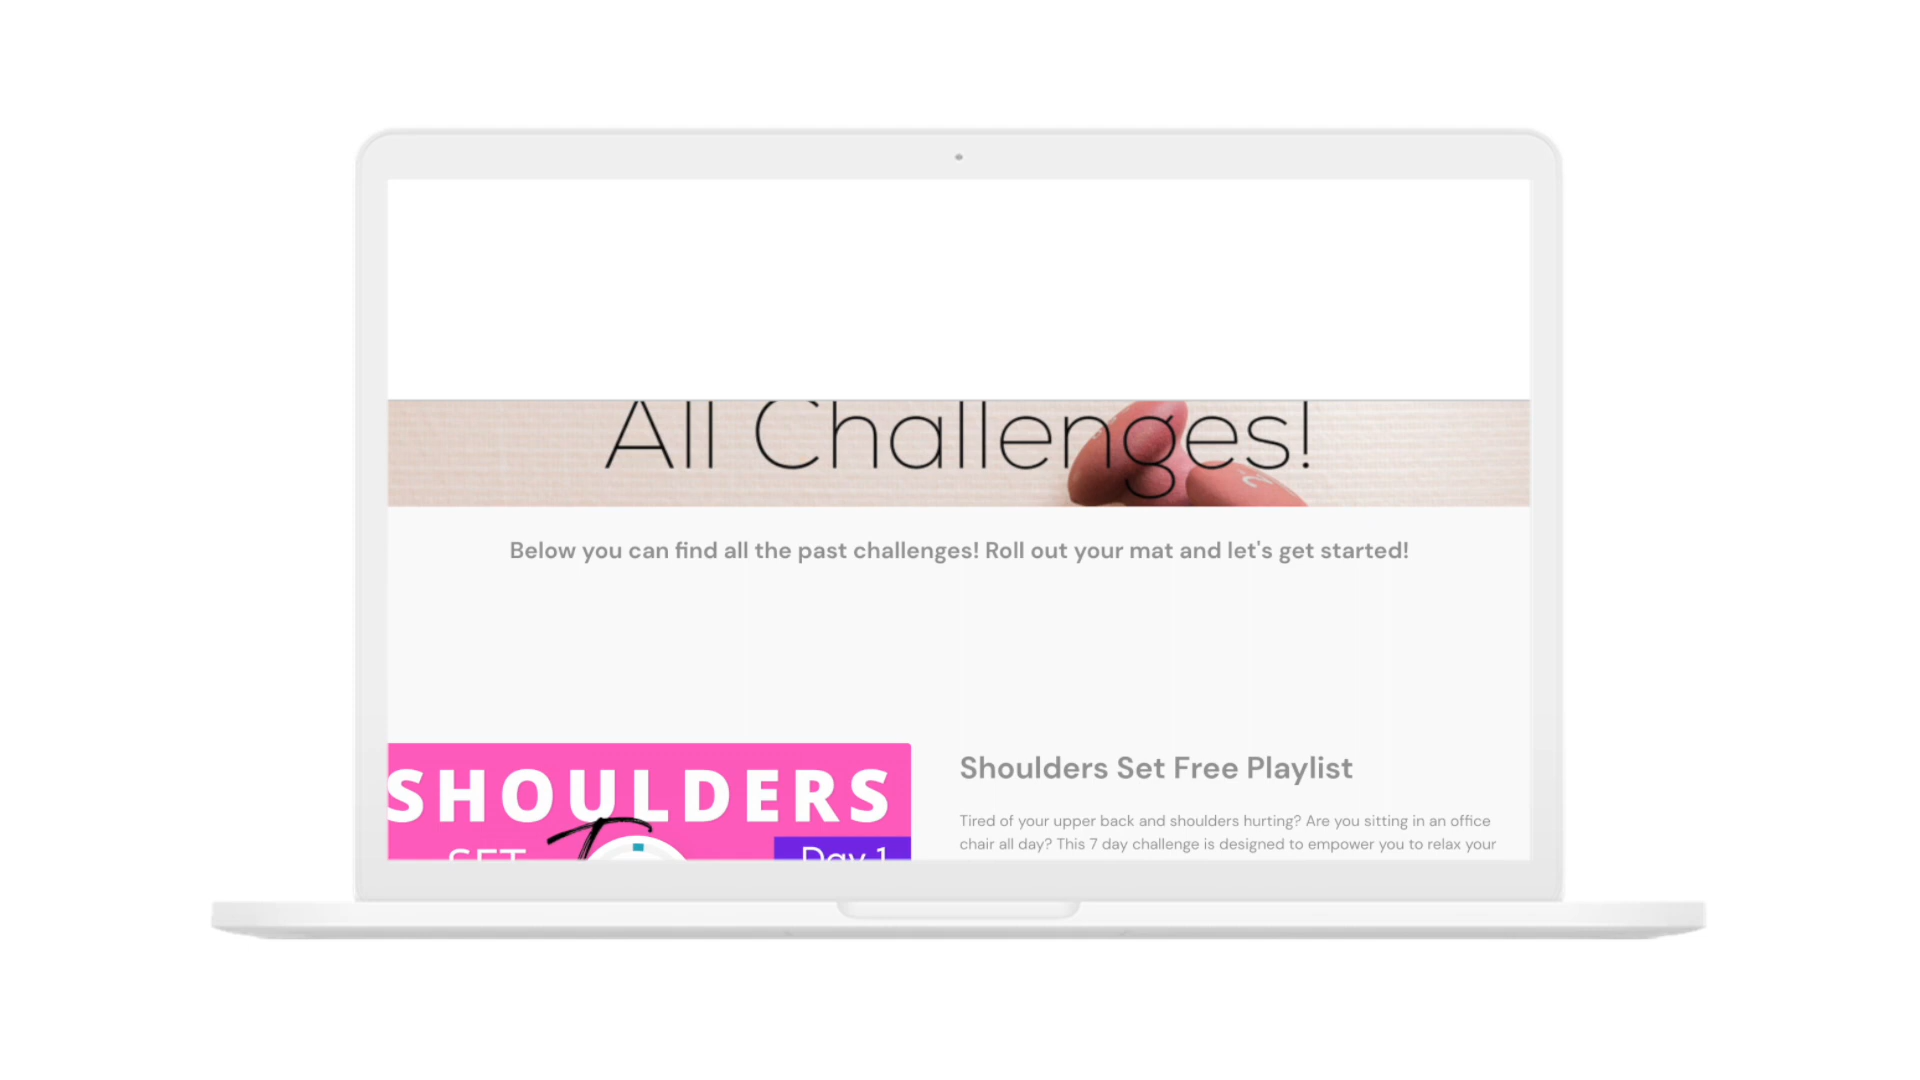 All Challenges!
Below you can find all the past challenges! Roll out your mat and let's get started!
SHOULDERS
SET
Day 1
Shoulders Set Free Playlist
Tired of your upper back and shoulders hurting? Are you sitting in an office
chair all day? This 7 day challenge is designed to empower you to relax your